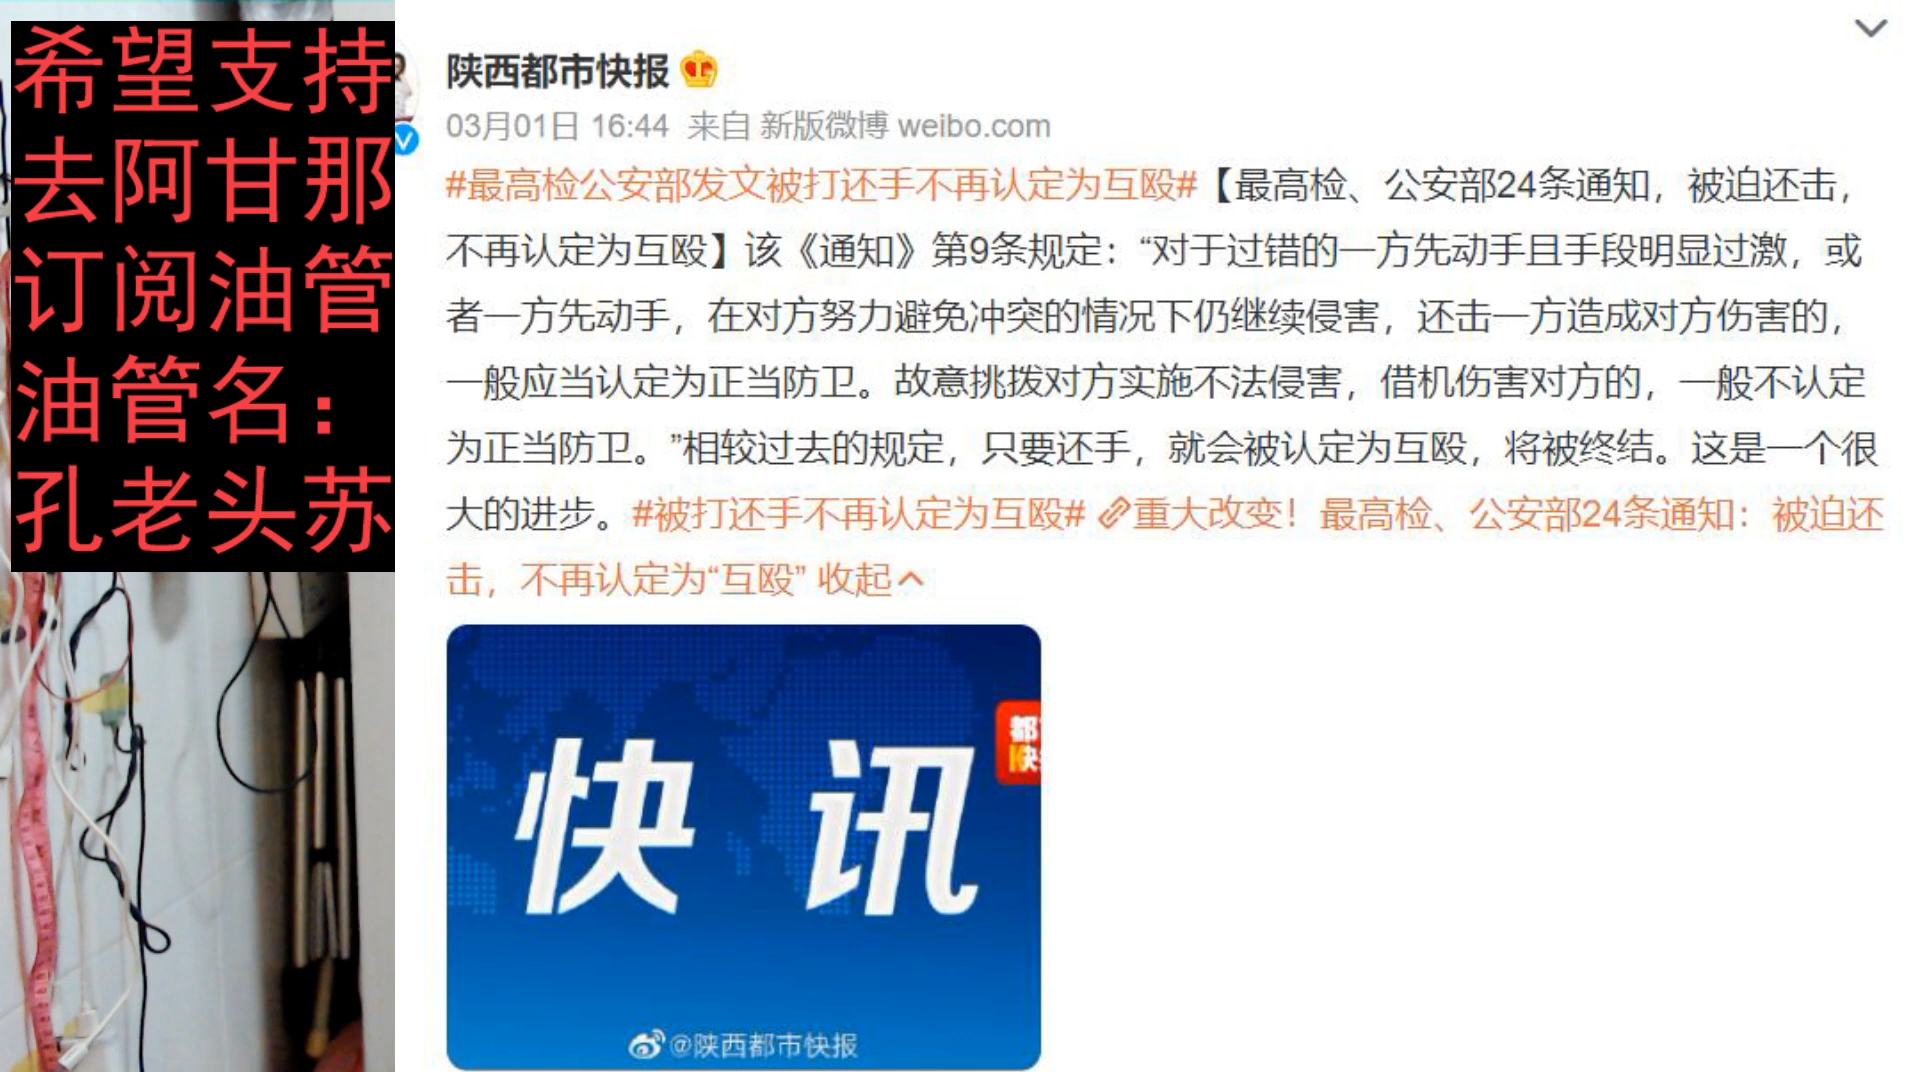 希望支持
去阿甘那
订阅油管
油管名：
孔老头苏
陕西都市快报
03月01日 16:44 来自 新版微博 weibo.com
#最高检公安部发文被打还手不再认定为互殴#【最高检、公安部24条通知，被迫还击，
不再认定为互殴】该《通知》第9条规定：“对于过错的一方先动手且手段明显过激，或
者一方先动手，在对方努力避免冲突的情况下仍继续侵害，还击一方造成对方伤害的，
一般应当认定为正当防卫。故意挑拨对方实施不法侵害，借机伤害对方的，一般不认定
为正当防卫。”相较过去的规定，只要还手，就会被认定为互殴，将被终结。这是一个很
大的进步。#被打还手不再认定为互殴# 重大改变！最高检、公安部24条通知：被迫还
击，不再认定为“互殴” 收起
都
快
快 讯
@陕西都市快报